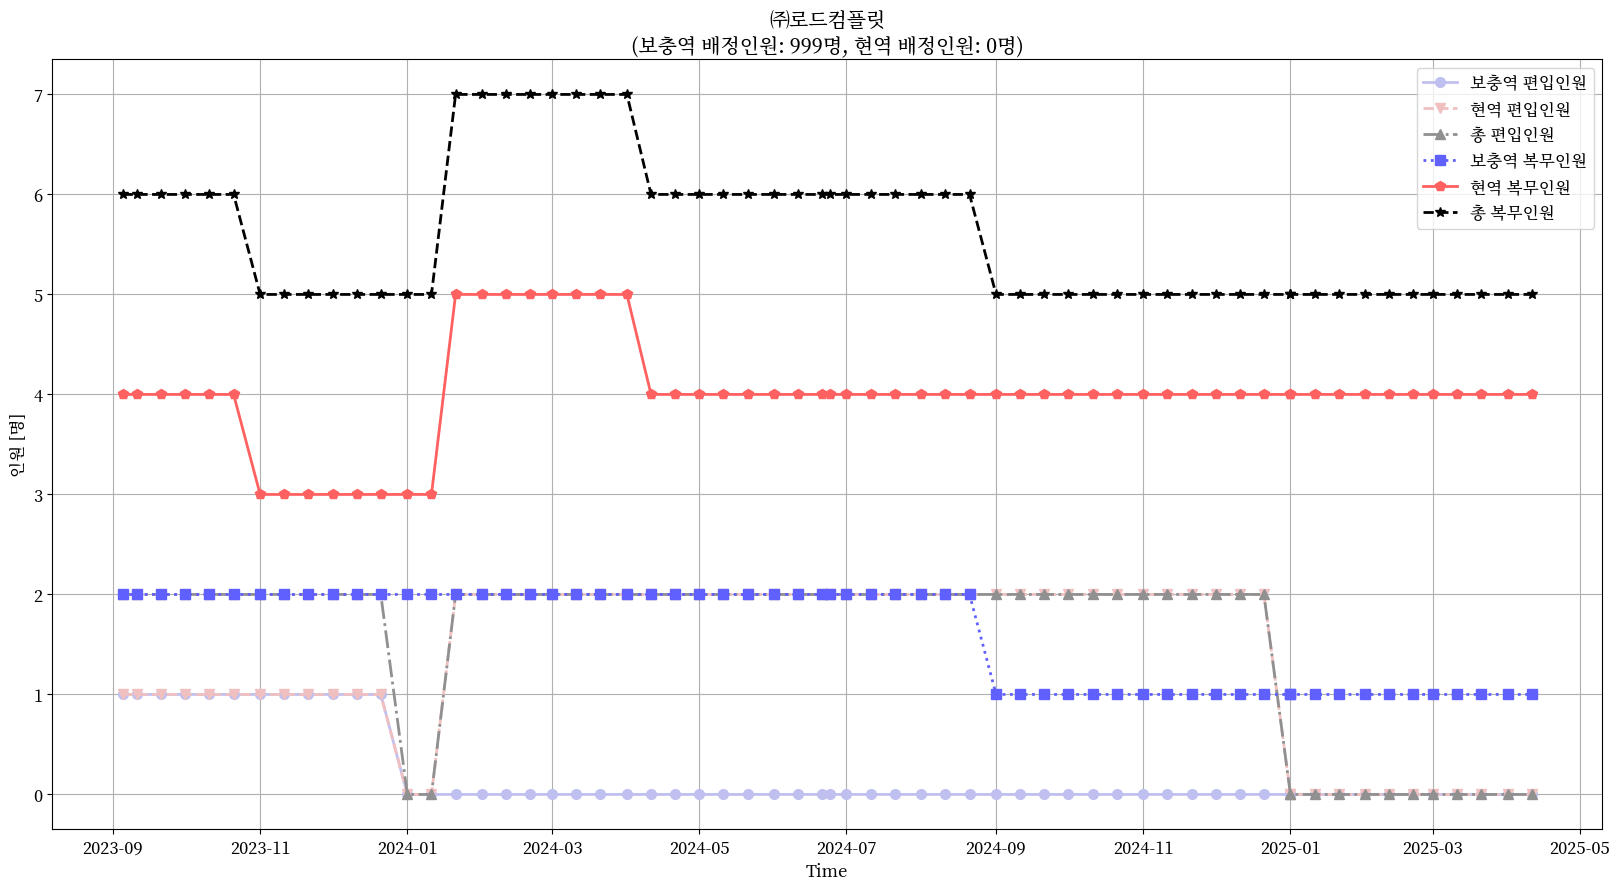 ㈜로드컴플릿
(보충역 배정인원: 999명, 현역 배정인원: 0명)
보충역 편입인원
현역 편입인원
총 편입인원
보충역 복무인원
현역 복무인원
총 복무인원
인원 [명]
7
6
5
4
3
2
1
0
2023-09 2023-11 2024-01 2024-03 2024-05 2024-07 2024-09 2024-11 2025-01 2025-03 2025-05
Time